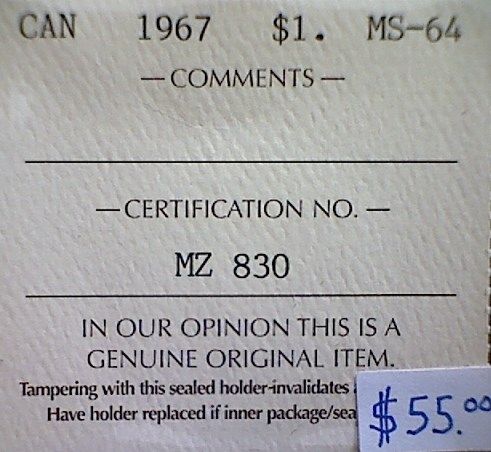 CAN 1967 $1. MS-64
— COMMENTS —
— CERTIFICATION NO. —
MZ 830
IN OUR OPINION THIS IS A
GENUINE ORIGINAL ITEM.
Tampering with this sealed holder-invalidates
Have holder replaced if inner package/sea
$55.00